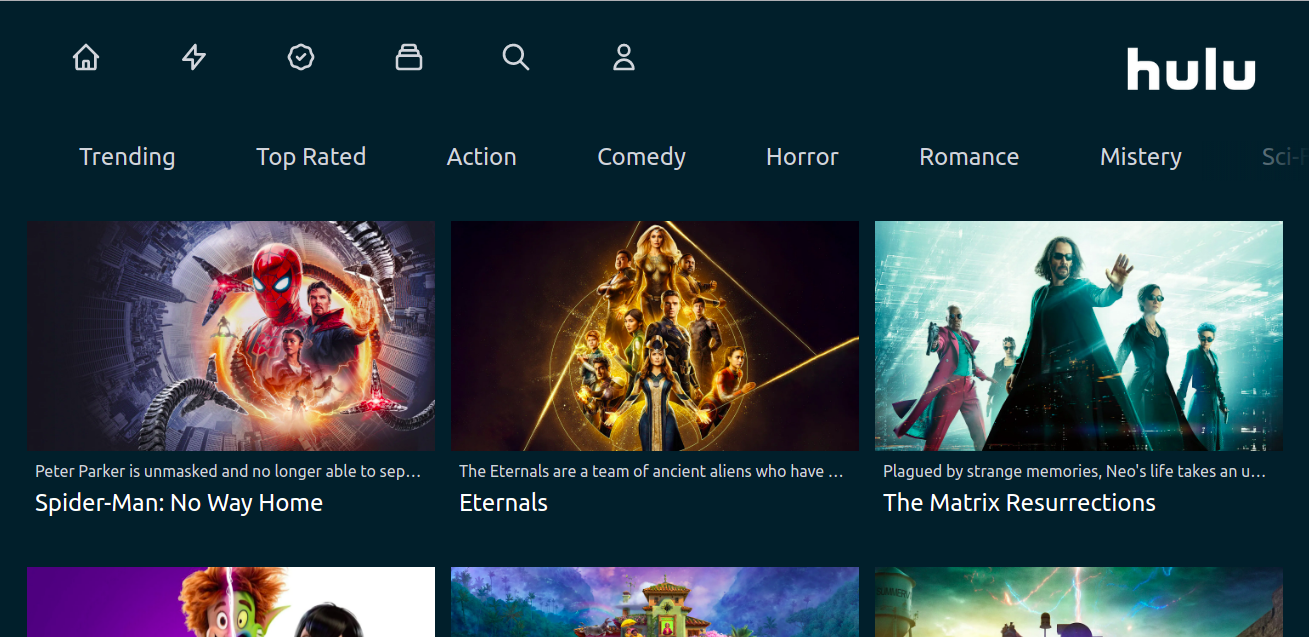 hulu
Trending Top Rated Action Comedy Horror Romance Mistery Sci-
Peter Parker is unmasked and no longer able to sep...
Spider-Man: No Way Home
The Eternals are a team of ancient aliens who have ...
Eternals
Plagued by strange memories, Neo's life takes an u...
The Matrix Resurrections
SUMMERV